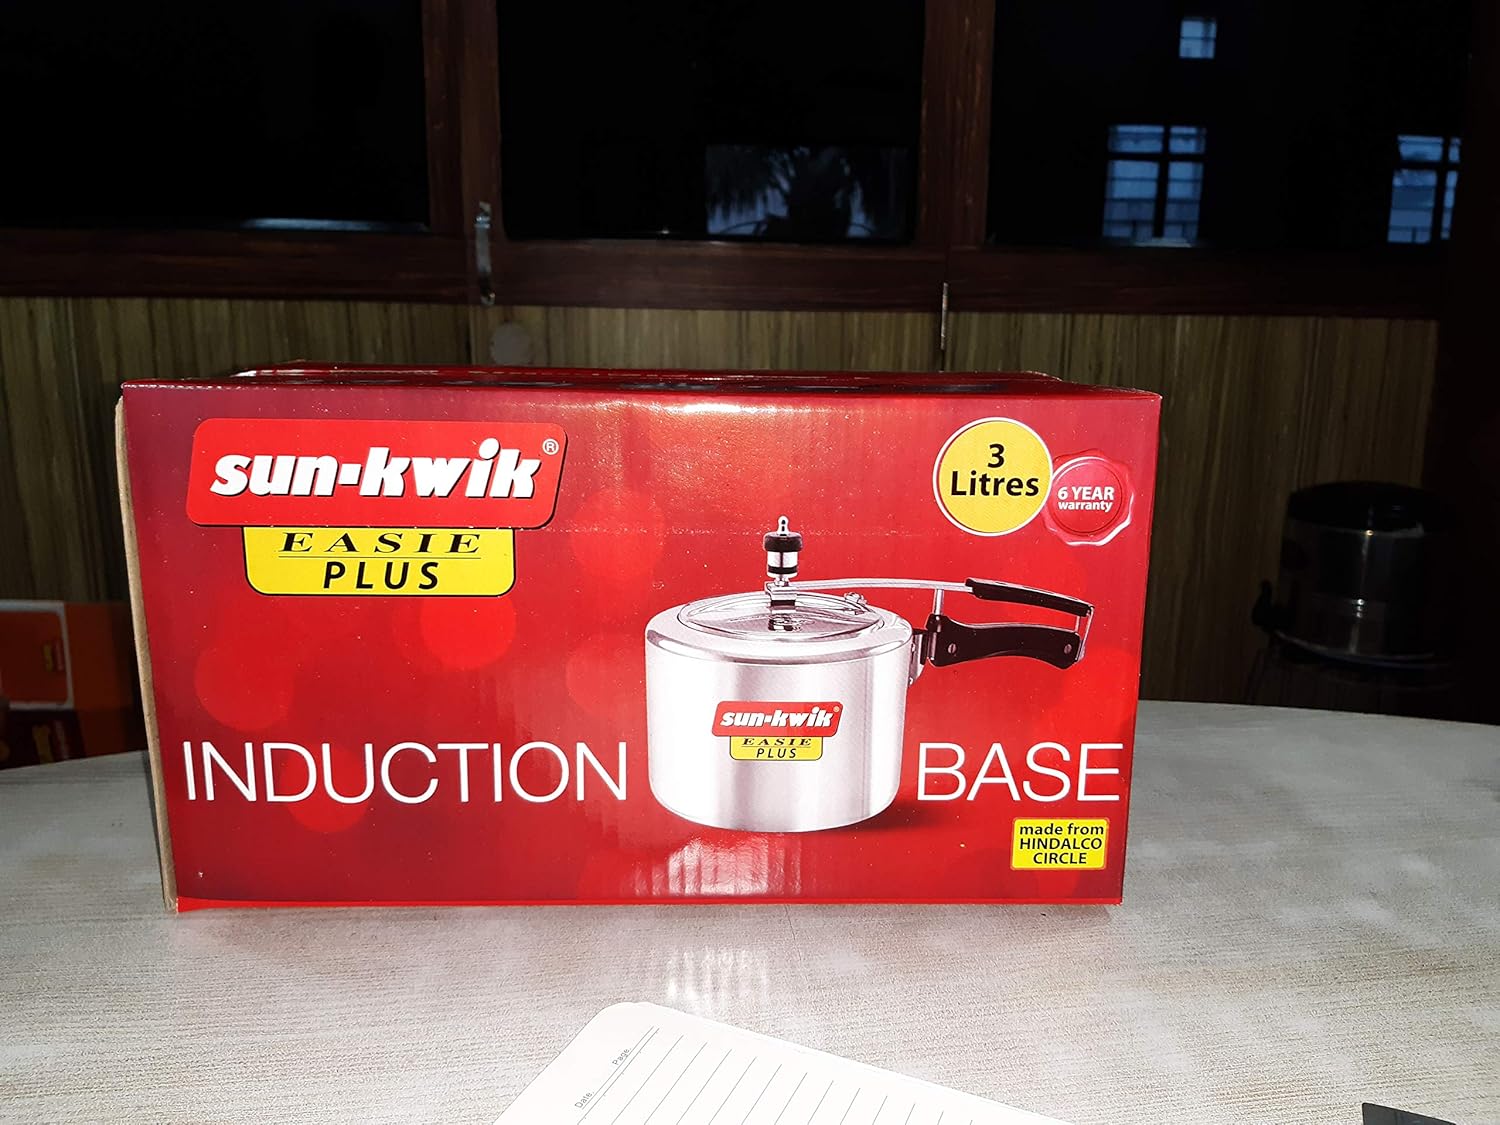 sun-kwik®
EASIE
PLUS
3
Litres
6 YEAR
warranty
sun-kwik®
EASIE
PLUS
INDUCTION BASE
made from
HINDALCO
CIRCLE
Page
Date